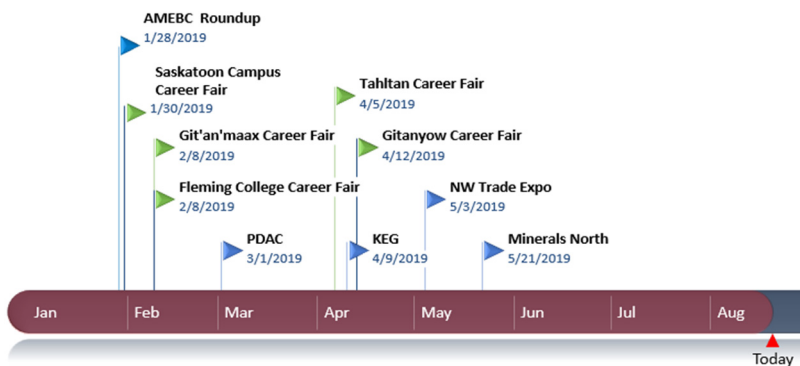 AMEBC Roundup
1/28/2019
Saskatoon Campus
Career Fair
1/30/2019
Tahltan Career Fair
4/5/2019
Git'an'maax Career Fair
2/8/2019
Gitanyow Career Fair
4/12/2019
Fleming College Career Fair
2/8/2019
NW Trade Expo
5/3/2019
PDAC
3/1/2019
KEG
4/9/2019
Minerals North
5/21/2019
Jan Feb Mar Apr May Jun Jul Aug
Today